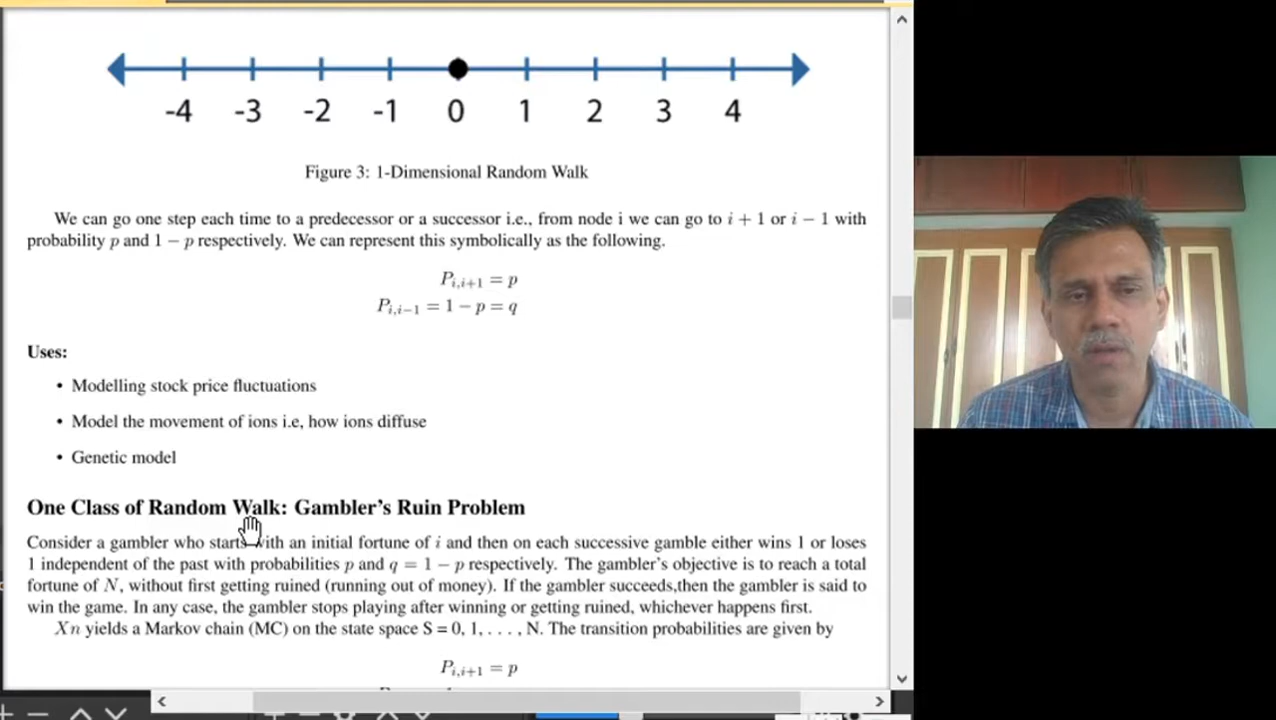 -4 -3 -2 -1 0 1 2 3 4
Figure 3: 1-Dimensional Random Walk
We can go one step each time to a predecessor or a successor i.e., from node i we can go to i + 1 or i − 1 with
probability p and 1 − p respectively. We can represent this symbolically as the following.
P_{i,i+1} = p
P_{i,i−1} = 1 − p = q
Uses:
• Modelling stock price fluctuations
• Model the movement of ions i.e, how ions diffuse
• Genetic model
One Class of Random Walk: Gambler's Ruin Problem
Consider a gambler who starts with an initial fortune of i and then on each successive gamble either wins 1 or loses
1 independent of the past with probabilities p and q = 1 − p respectively. The gambler's objective is to reach a total
fortune of N, without first getting ruined (running out of money). If the gambler succeeds,then the gambler is said to
win the game. In any case, the gambler stops playing after winning or getting ruined, whichever happens first.
Xn yields a Markov chain (MC) on the state space S = 0, 1, . . . , N. The transition probabilities are given by
P_{i,i+1} = p